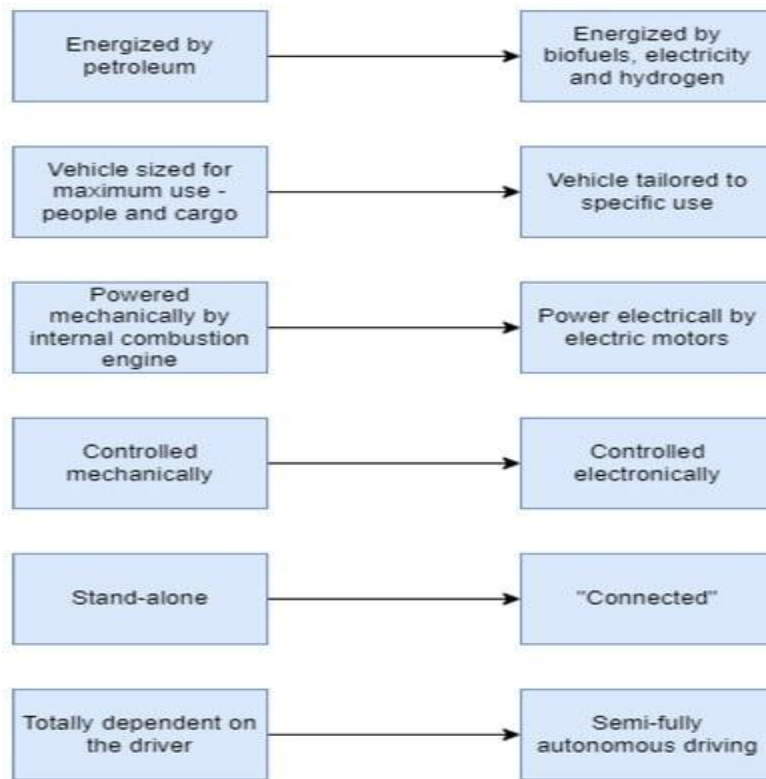 Energized by
petroleum
Energized by
biofuels, electricity
and hydrogen
Vehicle sized for
maximum use -
people and cargo
Vehicle tailored to
specific use
Powered
mechanically by
internal combustion
engine
Power electricall by
electric motors
Controlled
mechanically
Controlled
electronically
Stand-alone
"Connected"
Totally dependent on
the driver
Semi-fully
autonomous driving